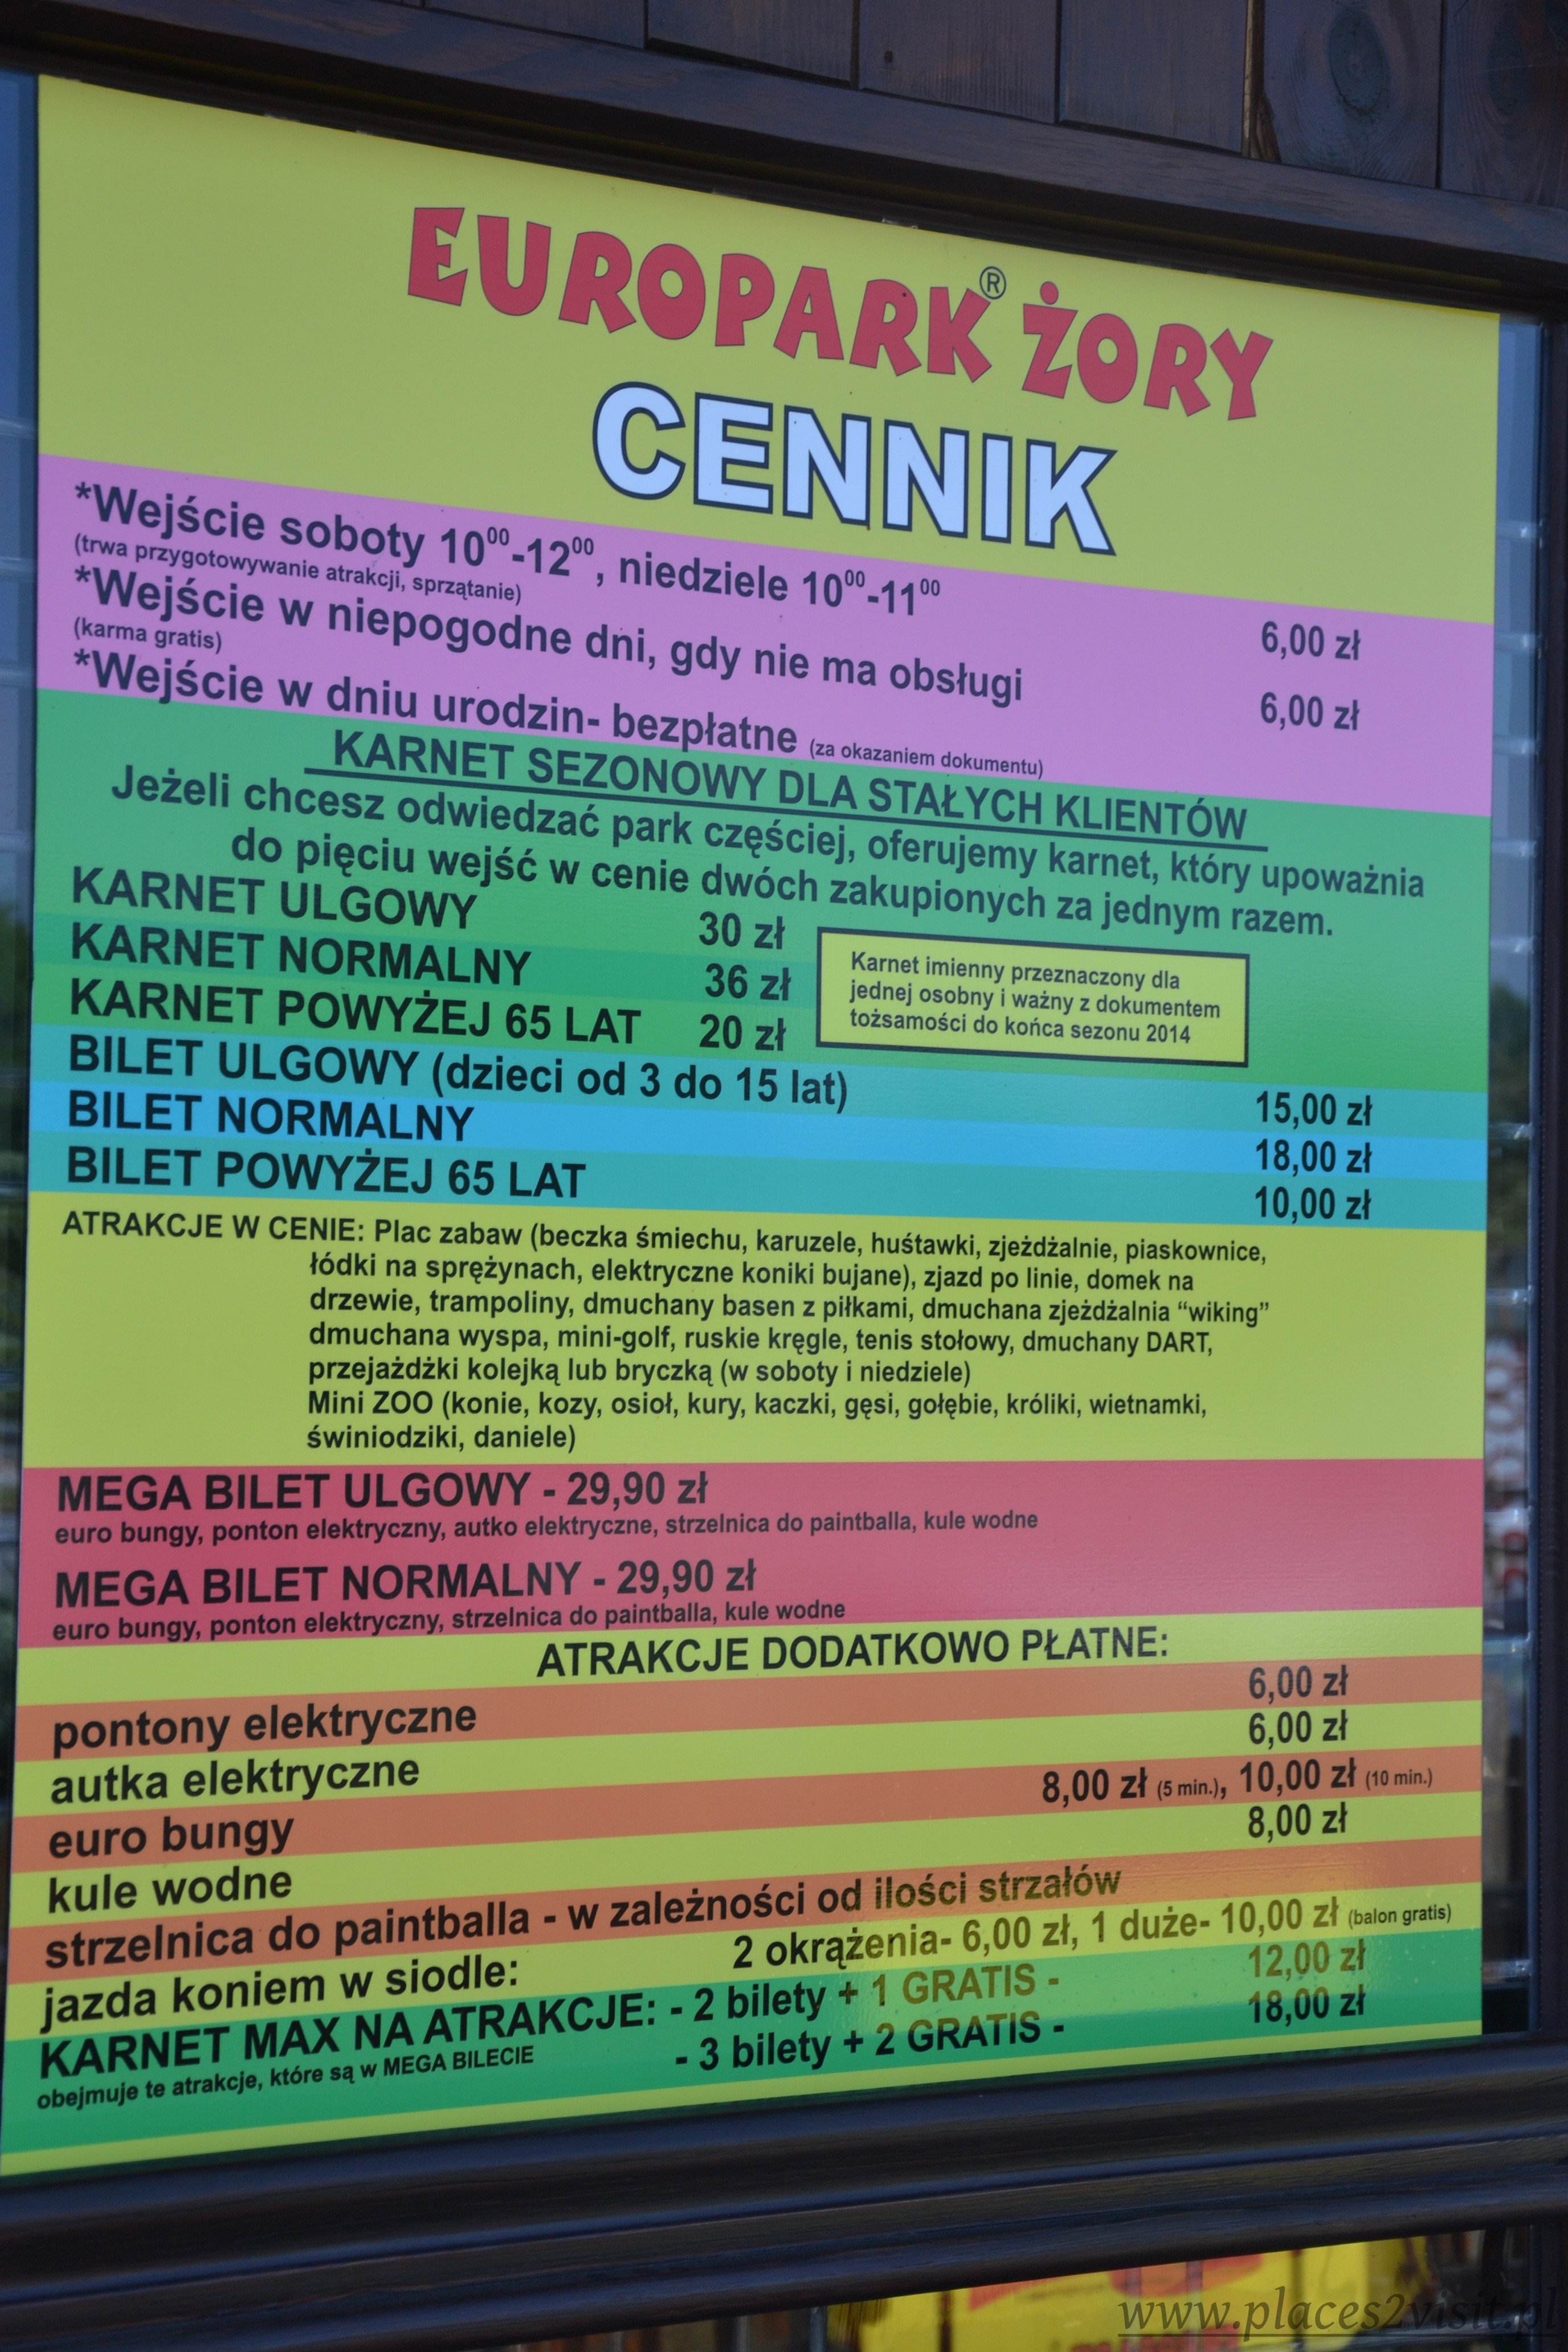 EUROPARK® ŻORY
CENNIK
*Wejście soboty 10⁰⁰-12⁰⁰, niedziele 10⁰⁰-11⁰⁰ 6,00 zł
(trwa przygotowywanie atrakcji, sprzątanie)
*Wejście w niepogodne dni, gdy nie ma obsługi 6,00 zł
(karma gratis)
*Wejście w dniu urodzin- bezpłatne (za okazaniem dokumentu)
KARNET SEZONOWY DLA STAŁYCH KLIENTÓW
Jeżeli chcesz odwiedzać park częściej, oferujemy karnet, który upoważnia
do pięciu wejść w cenie dwóch zakupionych za jednym razem.
KARNET ULGOWY 30 zł
KARNET NORMALNY 36 zł
KARNET POWYŻEJ 65 LAT 20 zł
Karnet imienny przeznaczony dla
jednej osobny i ważny z dokumentem
tożsamości do końca sezonu 2014
BILET ULGOWY (dzieci od 3 do 15 lat) 15,00 zł
BILET NORMALNY 18,00 zł
BILET POWYŻEJ 65 LAT 10,00 zł
ATRAKCJE W CENIE: Plac zabaw (beczka śmiechu, karuzele, huśtawki, zjeżdżalnie, piaskownice,
łódki na sprężynach, elektryczne koniki bujane), zjazd po linie, domek na
drzewie, trampoliny, dmuchany basen z piłkami, dmuchana zjeżdżalnia “wiking”
dmuchana wyspa, mini-golf, ruskie kręgle, tenis stołowy, dmuchany DART,
przejażdżki kolejką lub bryczką (w soboty i niedziele)
Mini ZOO (konie, kozy, osioł, kury, kaczki, gęsi, gołębie, króliki, wietnamki,
świniodziki, daniele)
MEGA BILET ULGOWY - 29,90 zł
euro bungy, ponton elektryczny, autko elektryczne, strzelnica do paintballa, kule wodne
MEGA BILET NORMALNY - 29,90 zł
euro bungy, ponton elektryczny, strzelnica do paintballa, kule wodne
ATRAKCJE DODATKOWO PŁATNE:
pontony elektryczne 6,00 zł
autka elektryczne 6,00 zł
euro bungy 8,00 zł (5 min.), 10,00 zł (10 min.)
kule wodne 8,00 zł
strzelnica do paintballa - w zależności od ilości strzałów
jazda koniem w siodle: 2 okrążenia- 6,00 zł, 1 duże- 10,00 zł (balon gratis)
KARNET MAX NA ATRAKCJE: - 2 bilety + 1 GRATIS - 12,00 zł
obejmuje te atrakcje, które są w MEGA BILECIE - 3 bilety + 2 GRATIS - 18,00 zł
www.places2visit.pl